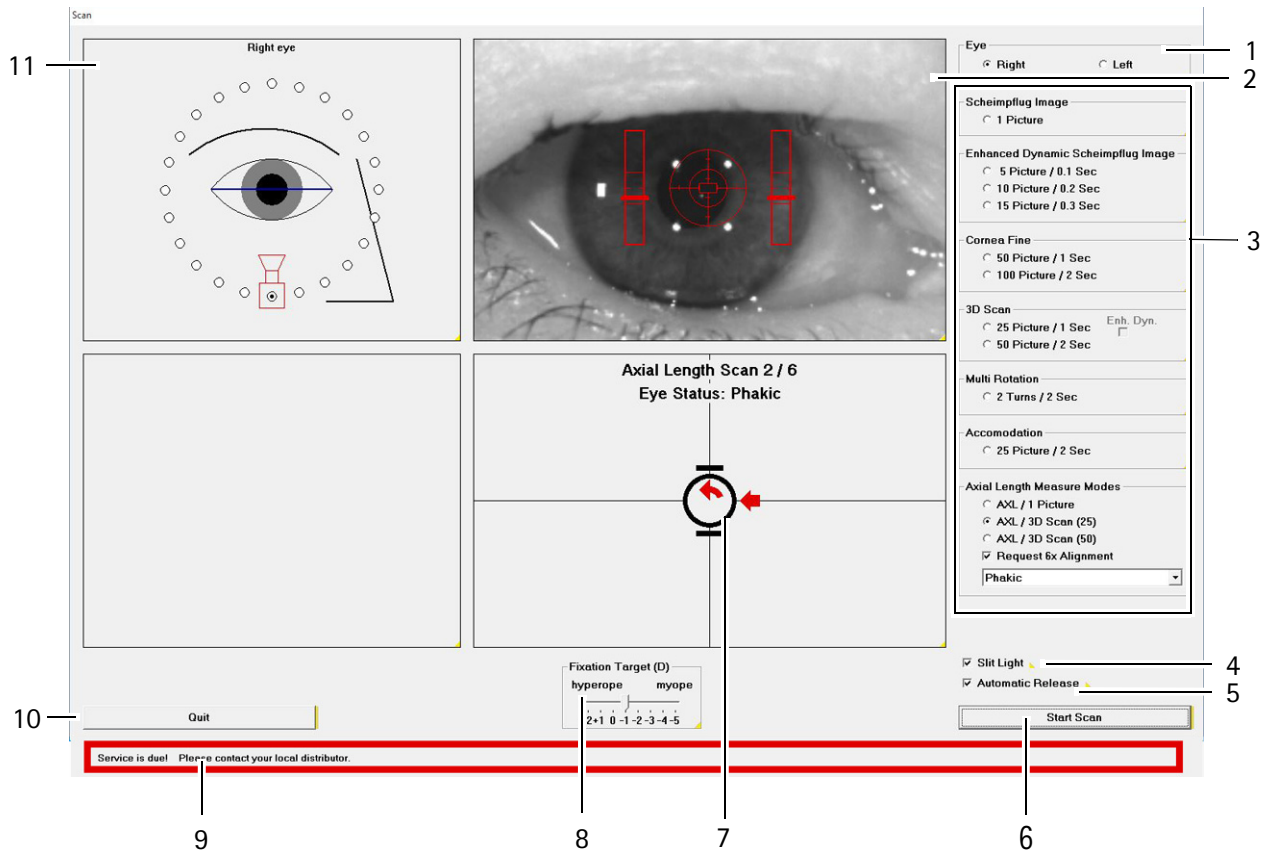 Scan
Right eye
11
Eye
Right Left
1
2
Scheimpflug Image
1 Picture
Enhanced Dynamic Scheimpflug Image
5 Picture / 0.1 Sec
10 Picture / 0.2 Sec
15 Picture / 0.3 Sec
3
Cornea Fine
50 Picture / 1 Sec
100 Picture / 2 Sec
3D Scan
25 Picture / 1 Sec Enh. Dyn.
50 Picture / 2 Sec
Multi Rotation
2 Turns / 2 Sec
Accomodation
25 Picture / 2 Sec
Axial Length Measure Modes
AXL / 1 Picture
AXL / 3D Scan (25)
AXL / 3D Scan (50)
Request 6x Alignment
Phakic
Axial Length Scan 2 / 6
Eye Status: Phakic
Slit Light
4
Automatic Release
5
Fixation Target (D)
hyperope myope
2+1 0 -1 -2 -3 -4 -5
10
Quit
Start Scan
Service is due! Please contact your local distributor.
9
8
7
6